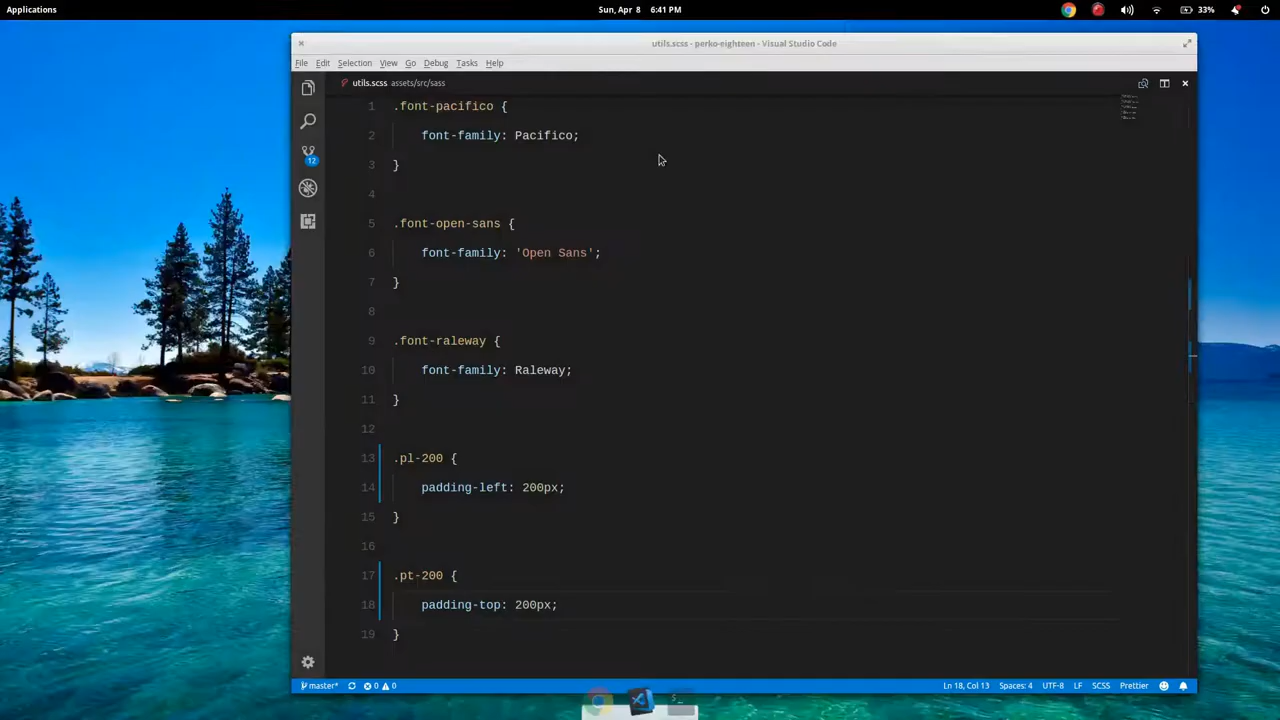 Applications
Sun, Apr 8 6:41 PM
33%
utils.scss - perko-eighteen - Visual Studio Code
File Edit Selection View Go Debug Tasks Help
utils.scss assets/src/sass
12
1 .font-pacifico {
2 font-family: Pacifico;
3 }
4
5 .font-open-sans {
6 font-family: 'Open Sans';
7 }
8
9 .font-raleway {
10 font-family: Raleway;
11 }
12
13 .pl-200 {
14 padding-left: 200px;
15 }
16
17 .pt-200 {
18 padding-top: 200px;
19 }
master* 0 0 Ln 18, Col 13 Spaces: 4 UTF-8 LF SCSS Prettier